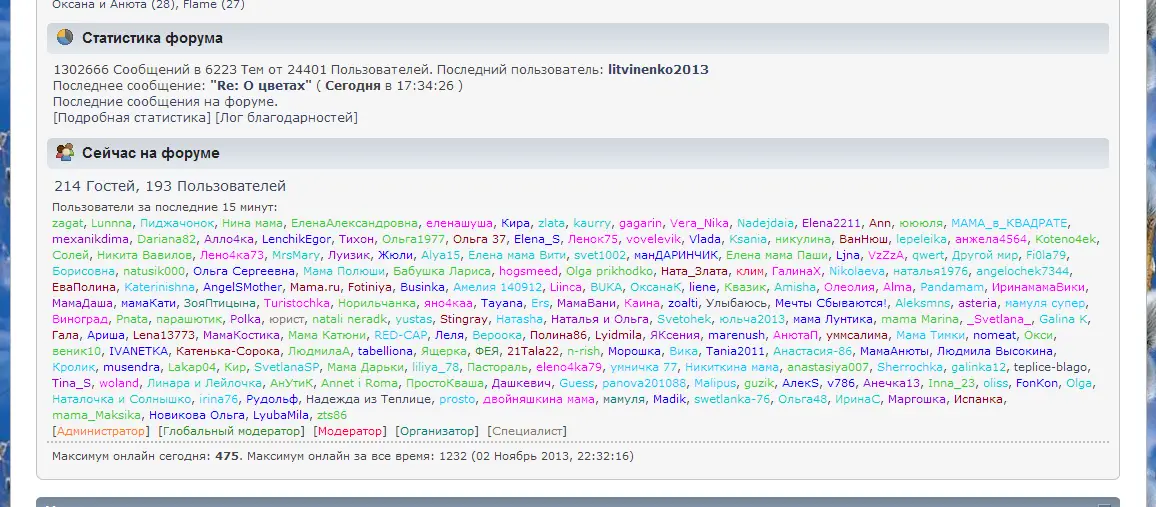 Оксана и Анюта (28), Flame (27)
Статистика форума
1302666 Сообщений в 6223 Тем от 24401 Пользователей. Последний пользователь: litvinenko2013
Последнее сообщение: "Re: О цветах" ( Сегодня в 17:34:26 )
Последние сообщения на форуме.
[Подробная статистика] [Лог благодарностей]
Сейчас на форуме
214 Гостей, 193 Пользователей
Пользователи за последние 15 минут:
zagat, Lunnna, Пиджачонок, Нина мама, ЕленаАлександровна, еленашуша, Кира, zlata, kaurry, gagarin, Vera_Nika, Nadejdaia, Elena2211, Ann, юююля, МАМА_в_КВАДРАТЕ,
mexanikdima, Dariana82, Алло4ка, LenchikEgor, Тихон, Ольга1977, Ольга 37, Elena_S, Ленок75, vovelevik, Vlada, Ksania, никулина, ВанНюш, lepeleika, анжела4564, Koteno4ek,
Солей, Никита Вавилов, Лено4ка73, MrsMary, Луизик, Жюли, Alya15, Елена мама Вити, svet1002, манДАРИНЧИК, Елена мама Паши, Ljna, VzZzA, qwert, Другой мир, Fi0la79,
Борисовна, natusik000, Ольга Сергеевна, Мама Полюши, Бабушка Лариса, hogsmeed, Olga prikhodko, Ната_Злата, клим, ГалинаХ, Nikolaeva, наталья1976, angelochek7344,
ЕваПолина, Katerinishna, AngelSMother, Mama.ru, Fotiniya, Businka, Амелия 140912, Liinca, BUKA, ОксанаК, liene, Квазик, Amisha, Олеолия, Alma, Pandamam, ИринамамаВики,
МамаДаша, мамаКати, ЗояПтицына, Turistochka, Норильчанка, яно4каа, Tayana, Ers, МамаВани, Каина, zoalti, Улыбаюсь, Мечты Сбываются!, Aleksmns, asteria, мамуля супер,
Виноград, Pnata, парашютик, Polka, юрист, natali neradk, yustas, Stingray, Натаsha, Наталья и Ольга, Svetohek, юльча2013, мама Лунтика, mama Marina, _Svetlana_, Galina K,
Гала, Ариша, Lena13773, МамаКостика, Мама Катюни, RED-CAP, Леля, Вероока, Полина86, Lyidmila, ЯКсения, marenush, АнютаП, уммсалима, Мама Тимки, nomeat, Окси,
веник10, IVANETKA, Катенька-Сорока, ЛюдмилаА, tabelliona, Ящерка, ФЕЯ, 21Tala22, n-rish, Морошка, Вика, Tania2011, Анастасия-86, МамаАнюты, Людмила Высокина,
Кролик, musendra, Lakap04, Кир, SvetlanaSP, Мама Дарьки, liliya_78, Пастораль, eleno4ka79, умничка 77, Никиткина мама, anastasiya007, Sherrochka, galinka12, teplice-blago,
Tina_S, woland, Линара и Лейлочка, АнУтиК, Annet i Roma, ПростоКваша, Дашкевич, Guess, panova201088, Malipus, guzik, АлекS, v786, Анечка13, Inna_23, oliss, FonKon, Olga,
Наталочка и Солнышко, irina76, Рудольф, Надежда из Теплице, prosto, двойняшкина мама, мамуля, Madik, swetlanka-76, Ольга48, ИринаС, Маргошка, Испанка,
mama_Maksika, Новикова Ольга, LyubaMila, zts86
[Администратор] [Глобальный модератор] [Модератор] [Организатор] [Специалист]
Максимум онлайн сегодня: 475. Максимум онлайн за все время: 1232 (02 Ноябрь 2013, 22:32:16)